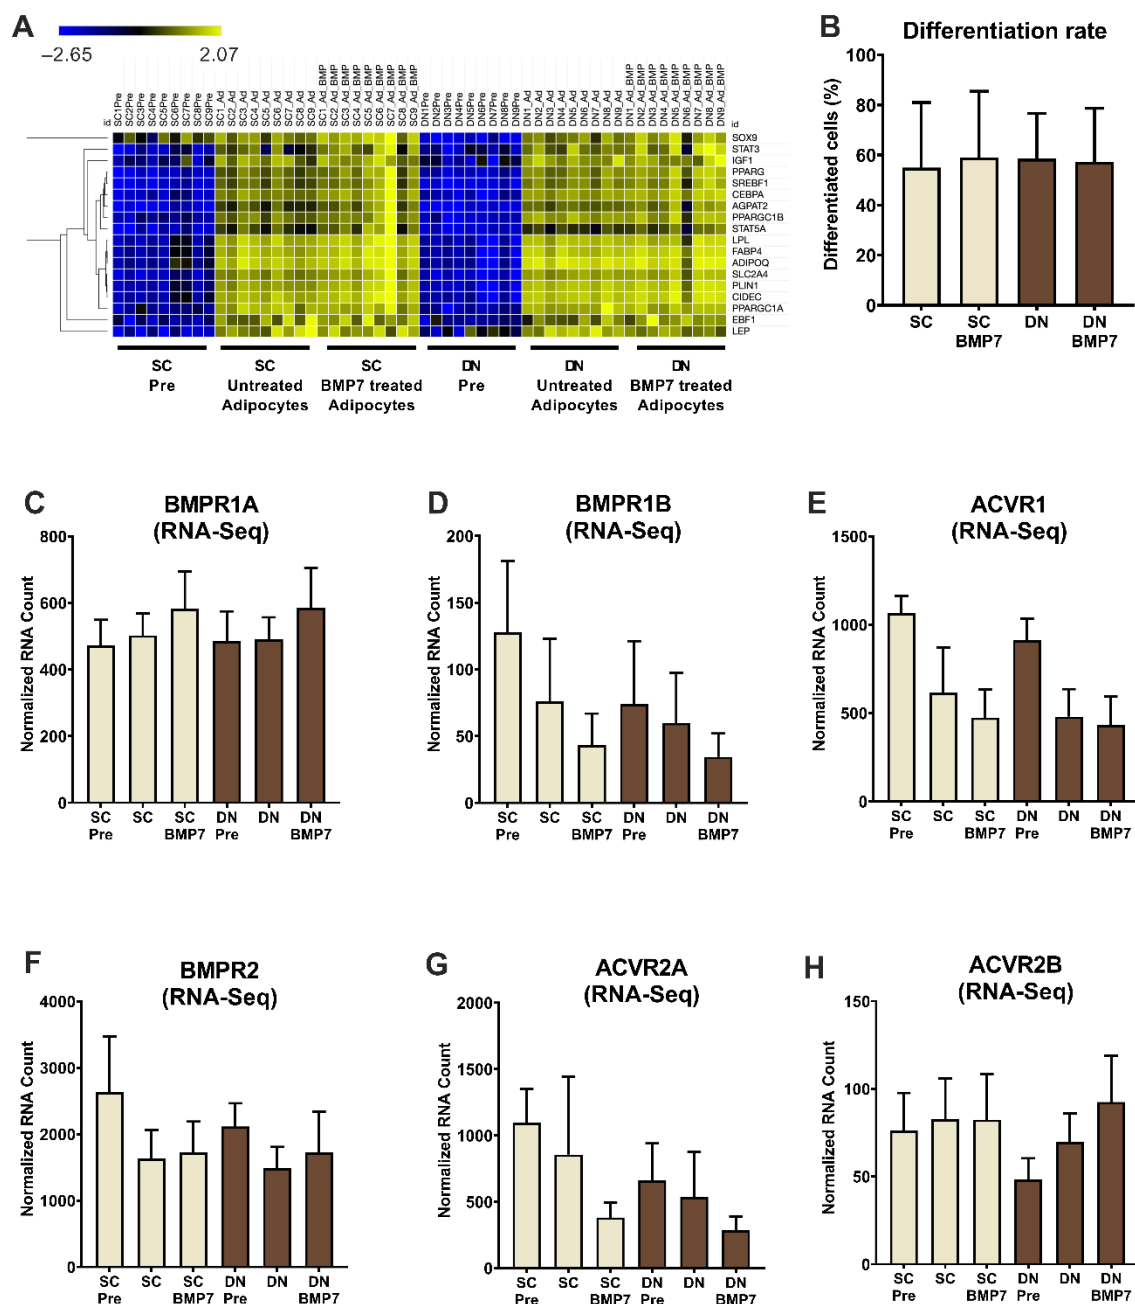 A
−2.65
2.07
id
SC1Pre
SC2Pre
SC3Pre
SC4Pre
SC5Pre
SC6Pre
SC7Pre
SC8Pre
SC9Pre
SC1_Ad
SC2_Ad
SC3_Ad
SC4_Ad
SC5_Ad
SC6_Ad
SC7_Ad
SC8_Ad
SC9_Ad
SC1_Ad_BMP
SC2_Ad_BMP
SC3_Ad_BMP
SC4_Ad_BMP
SC5_Ad_BMP
SC6_Ad_BMP
SC7_Ad_BMP
SC8_Ad_BMP
SC9_Ad_BMP
DN1Pre
DN2Pre
DN3Pre
DN4Pre
DN5Pre
DN6Pre
DN7Pre
DN8Pre
DN9Pre
DN1_Ad
DN2_Ad
DN3_Ad
DN4_Ad
DN5_Ad
DN6_Ad
DN7_Ad
DN8_Ad
DN9_Ad
DN1_Ad_BMP
DN2_Ad_BMP
DN3_Ad_BMP
DN4_Ad_BMP
DN5_Ad_BMP
DN6_Ad_BMP
DN7_Ad_BMP
DN8_Ad_BMP
DN9_Ad_BMP
id
SOX9
STAT3
IGF1
PPARG
SREBF1
CEBPA
AGPAT2
PPARGC1B
STAT5A
LPL
FABP4
ADIPOQ
SLC2A4
PLIN1
CIDEC
PPARGC1A
EBF1
LEP
SC
Pre
SC
Untreated
Adipocytes
SC
BMP7 treated
Adipocytes
DN
Pre
DN
Untreated
Adipocytes
DN
BMP7 treated
Adipocytes
B
Differentiation rate
Differentiated cells (%)
100
80
60
40
20
0
SC
SC
BMP7
DN
DN
BMP7
C
BMPR1A
(RNA-Seq)
Normalized RNA Count
800
600
400
200
0
SC
Pre
SC
SC
BMP7
DN
Pre
DN
DN
BMP7
D
BMPR1B
(RNA-Seq)
Normalized RNA Count
200
150
100
50
0
SC
Pre
SC
SC
BMP7
DN
Pre
DN
DN
BMP7
E
ACVR1
(RNA-Seq)
Normalized RNA Count
1500
1000
500
0
SC
Pre
SC
SC
BMP7
DN
Pre
DN
DN
BMP7
F
BMPR2
(RNA-Seq)
Normalized RNA Count
4000
3000
2000
1000
0
SC
Pre
SC
SC
BMP7
DN
Pre
DN
DN
BMP7
G
ACVR2A
(RNA-Seq)
Normalized RNA Count
2000
1500
1000
500
0
SC
Pre
SC
SC
BMP7
DN
Pre
DN
DN
BMP7
H
ACVR2B
(RNA-Seq)
Normalized RNA Count
150
100
50
0
SC
Pre
SC
SC
BMP7
DN
Pre
DN
DN
BMP7